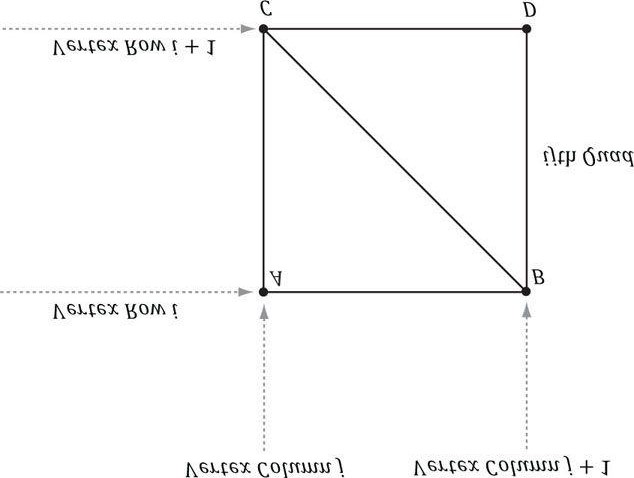 C
D
Vertex Row i + 1
ijth Quad
A
B
Vertex Row i
Vertex Column j
Vertex Column j + 1